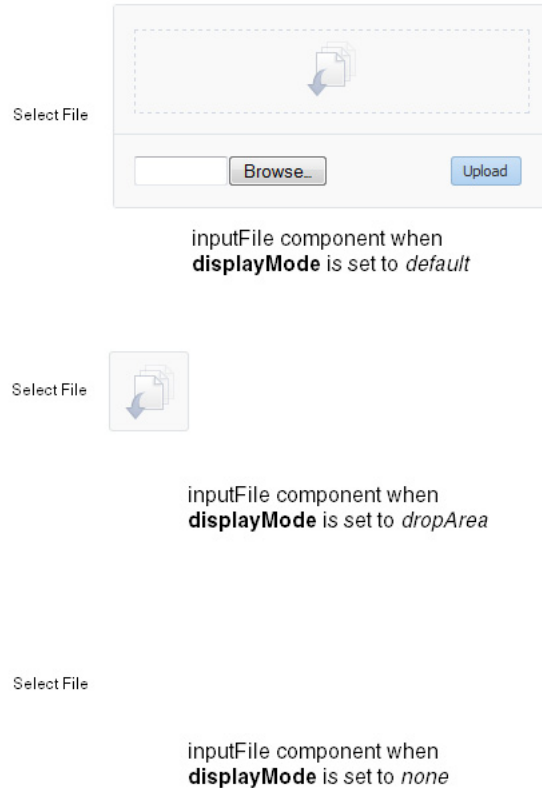 Select File
Browse...
Upload
inputFile component when
displayMode is set to default
Select File
inputFile component when
displayMode is set to dropArea
Select File
inputFile component when
displayMode is set to none